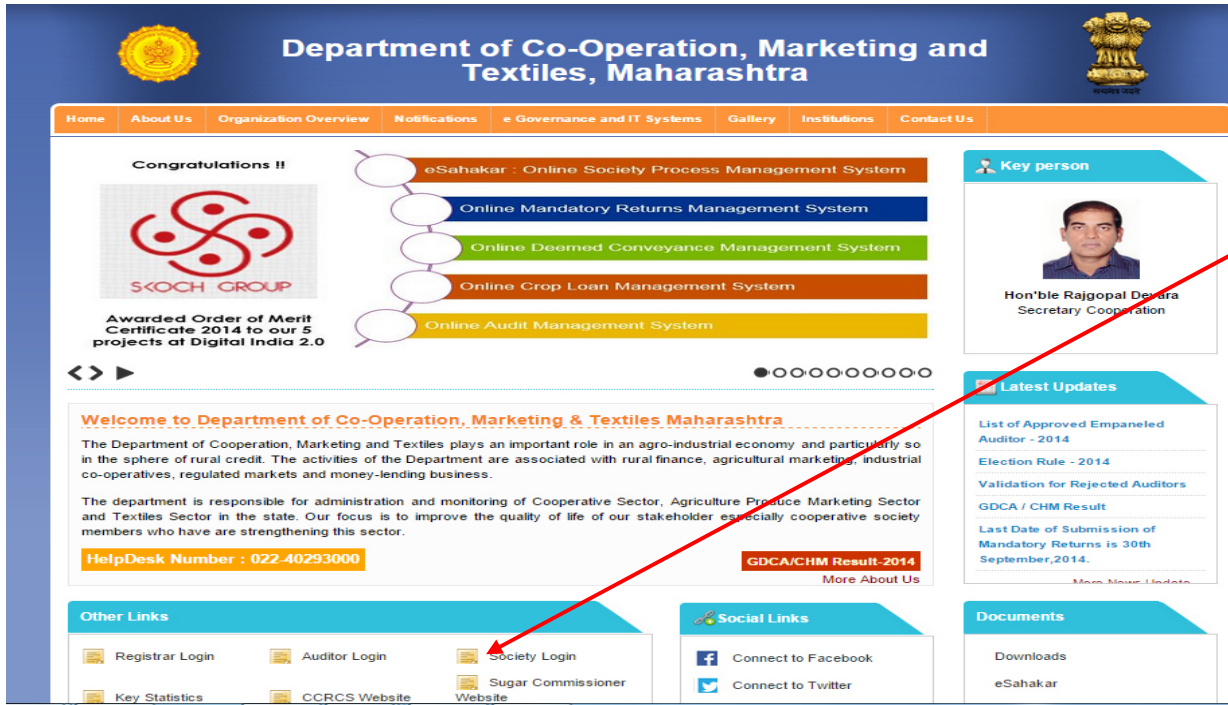 Department of Co-Operation, Marketing and
Textiles, Maharashtra
सत्यमेव जयते
Home About Us Organization Overview Notifications e Governance and IT Systems Gallery Institutions Contact Us
Congratulations !!
SKOCH GROUP
Awarded Order of Merit
Certificate 2014 to our 5
projects at Digital India 2.0
eSahakar : Online Society Process Management System
Online Mandatory Returns Management System
Online Deemed Conveyance Management System
Online Crop Loan Management System
Online Audit Management System
Key person
Hon'ble Rajgopal Devara
Secretary Cooperation
Welcome to Department of Co-Operation, Marketing & Textiles Maharashtra
The Department of Cooperation, Marketing and Textiles plays an important role in an agro-industrial economy and particularly so
in the sphere of rural credit. The activities of the Department are associated with rural finance, agricultural marketing, industrial
co-operatives, regulated markets and money-lending business.
The department is responsible for administration and monitoring of Cooperative Sector, Agriculture Produce Marketing Sector
and Textiles Sector in the state. Our focus is to improve the quality of life of our stakeholder especially cooperative society
members who have are strengthening this sector.
HelpDesk Number : 022-40293000
GDCA/CHM Result-2014
More About Us
Latest Updates
List of Approved Empaneled
Auditor - 2014
Election Rule - 2014
Validation for Rejected Auditors
GDCA / CHM Result
Last Date of Submission of
Mandatory Returns is 30th
September,2014.
More News Update
Other Links
Registrar Login Auditor Login Society Login
Key Statistics CCRCS Website Sugar Commissioner
Website
Social Links
Connect to Facebook
Connect to Twitter
Documents
Downloads
eSahakar